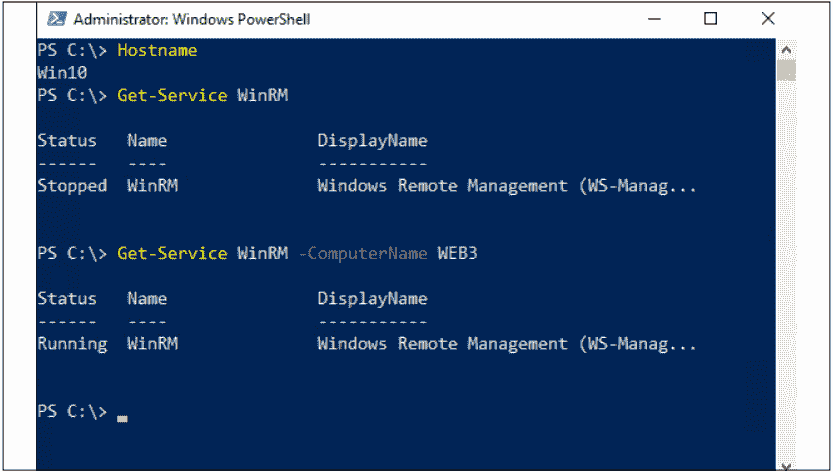 Administrator: Windows PowerShell
PS C:\> Hostname
Win10
PS C:\> Get-Service WinRM
Status   Name               DisplayName
------   ----               -----------
Stopped  WinRM              Windows Remote Management (WS-Manag...
PS C:\> Get-Service WinRM -ComputerName WEB3
Status   Name               DisplayName
------   ----               -----------
Running  WinRM              Windows Remote Management (WS-Manag...
PS C:\>